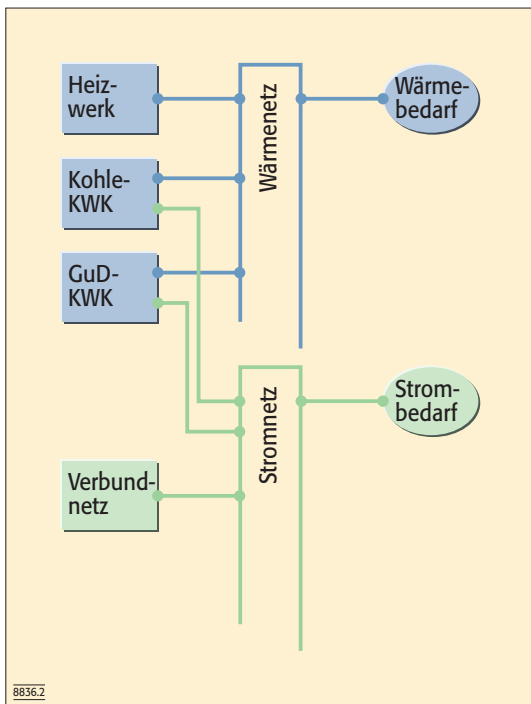 Heiz-
werk
Wärmenetz
Wärme-
bedarf
Kohle-
KWK
GuD-
KWK
Stromnetz
Strom-
bedarf
Verbund-
netz
8836.2